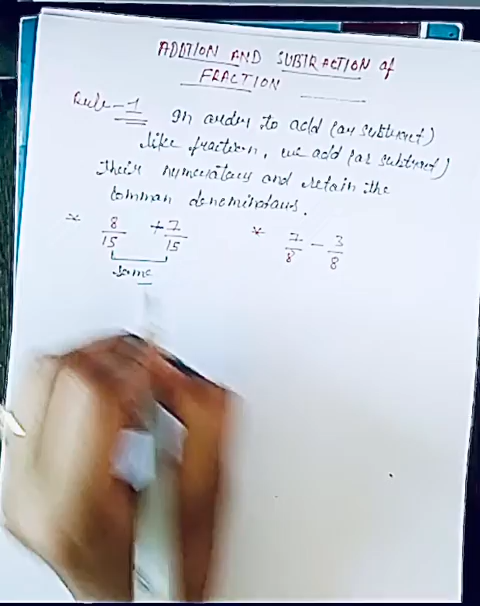 ADDTION AND SUBTRACTION of
FRACTION
Rule-1 In order to add (or subtract)
like fraction, we add (or subtract)
their numerators and retain the
common denominators.
* 8/15 + 7/15 * 7/8 - 3/8
same